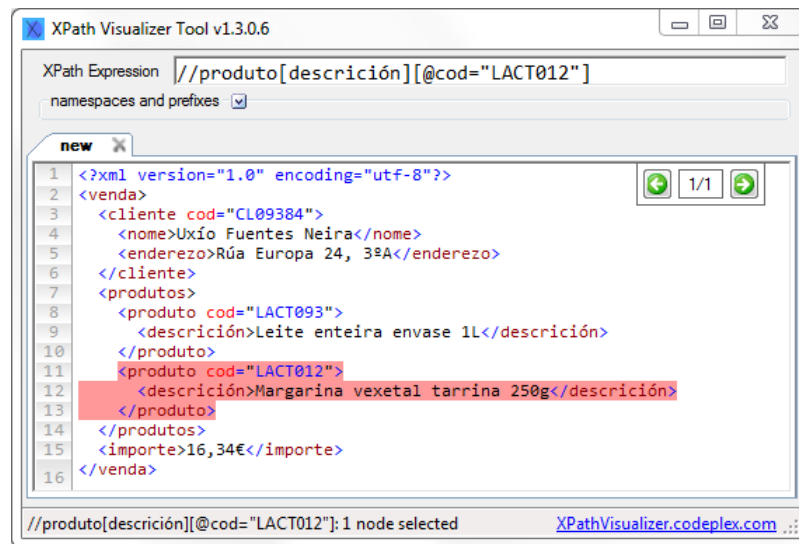 XPath Visualizer Tool v1.3.0.6
XPath Expression //produto[descrición][@cod="LACT012"]
namespaces and prefixes
new
1/1
1 <?xml version="1.0" encoding="utf-8"?>
2 <venda>
3 <cliente cod="CL09384">
4 <nome>Uxío Fuentes Neira</nome>
5 <enderezo>Rúa Europa 24, 3ºA</enderezo>
6 </cliente>
7 <produtos>
8 <produto cod="LACT093">
9 <descrición>Leite enteira envase 1L</descrición>
10 </produto>
11 <produto cod="LACT012">
12 <descrición>Margarina vexetal tarrina 250g</descrición>
13 </produto>
14 </produtos>
15 <importe>16,34€</importe>
16 </venda>
//produto[descrición][@cod="LACT012"]: 1 node selected XPathVisualizer.codeplex.com